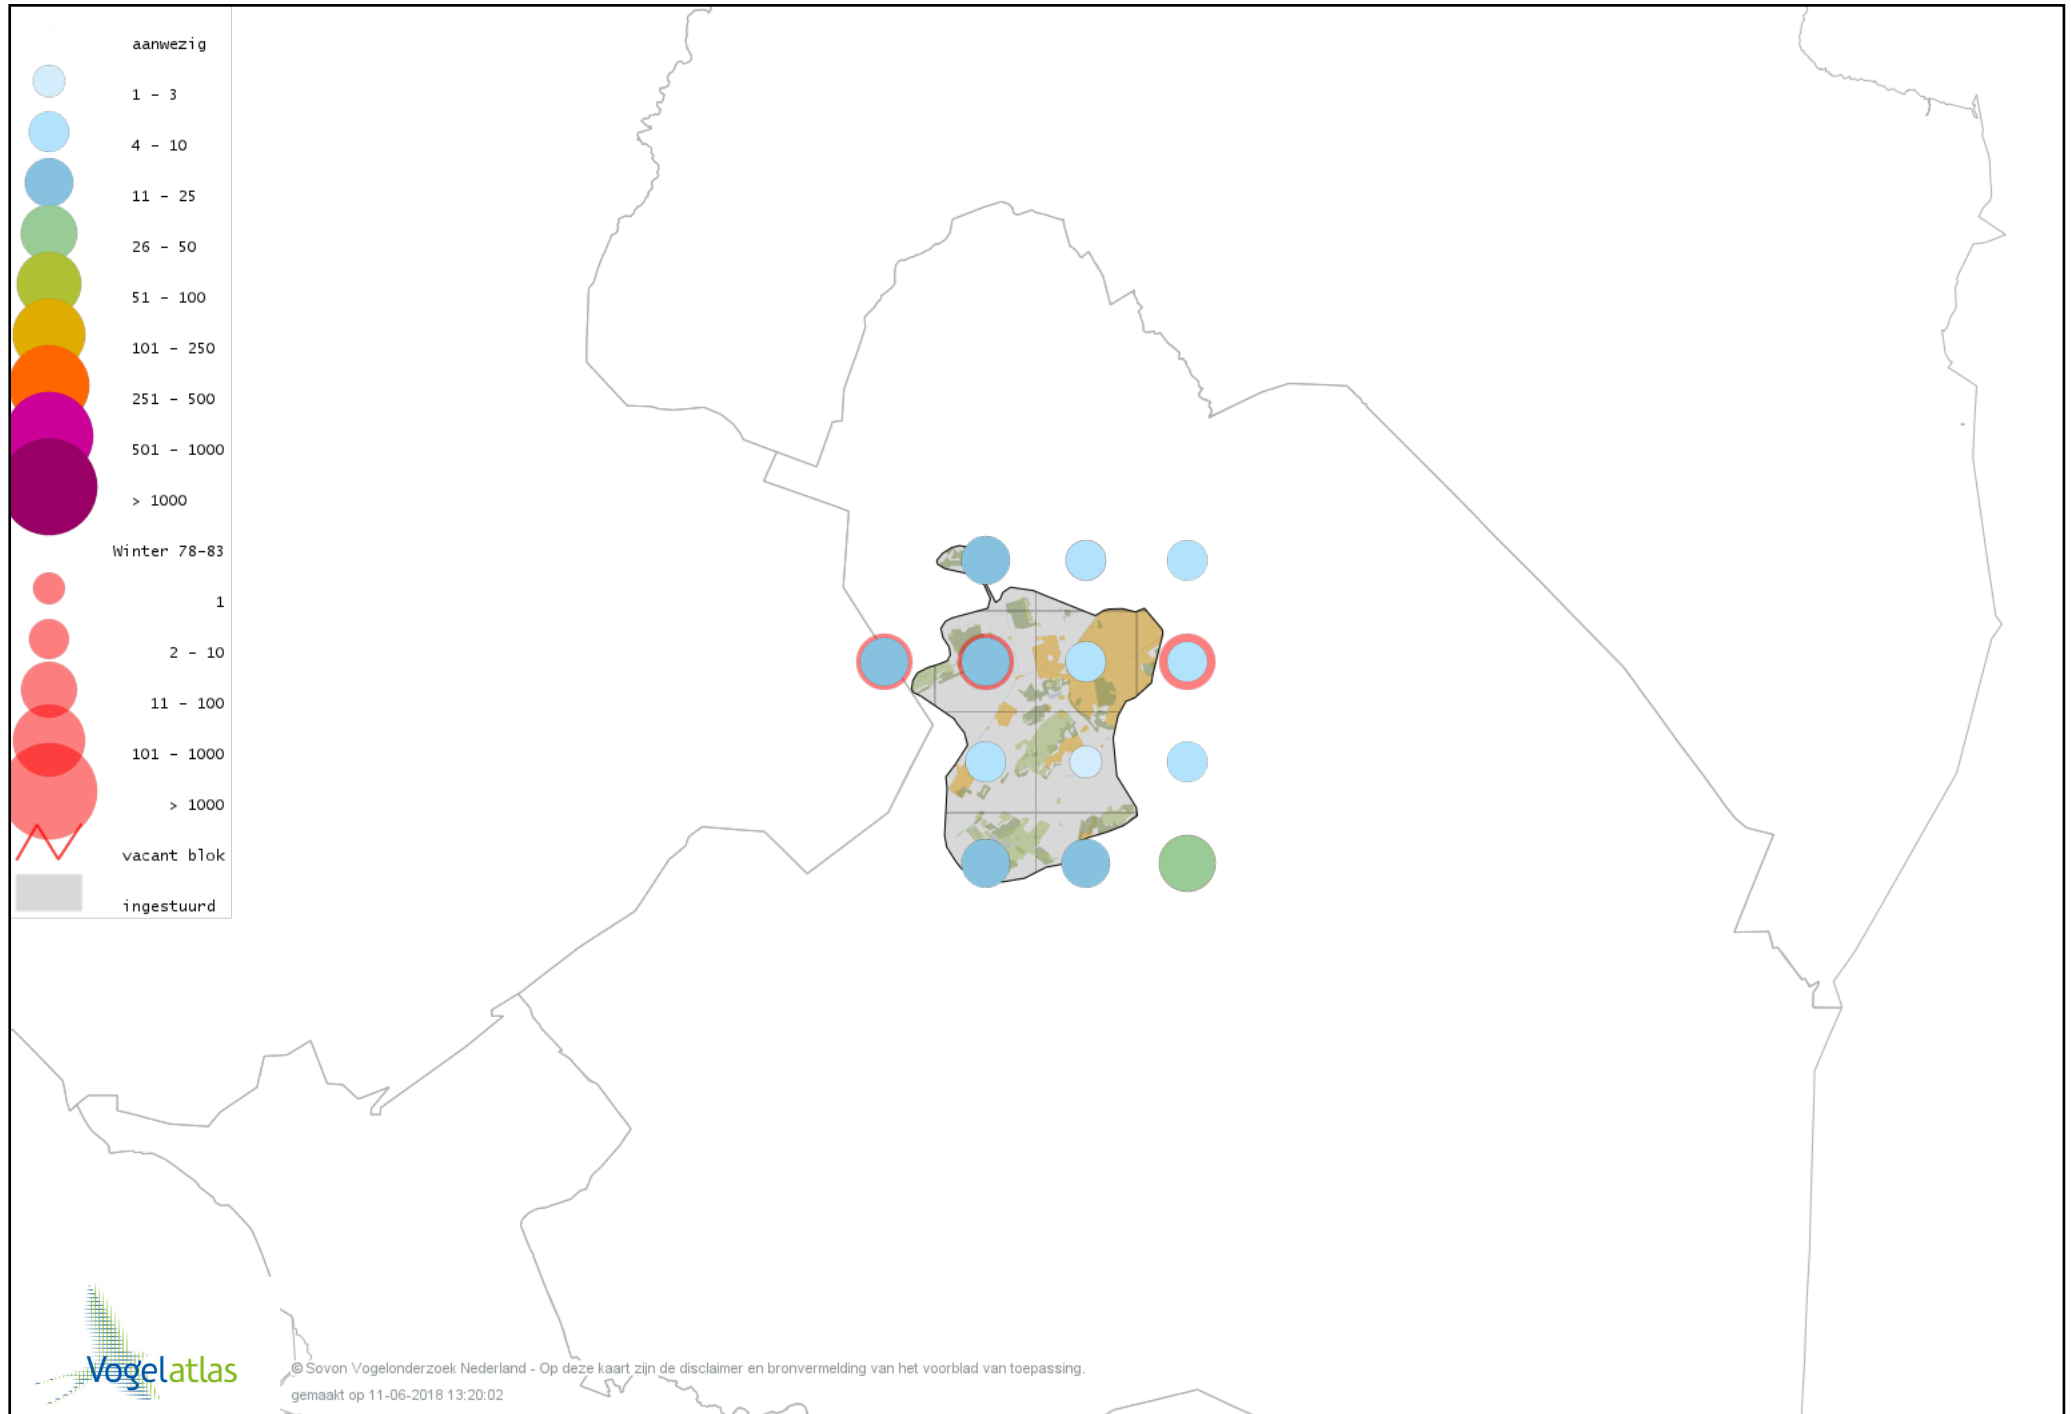 aanwezig
1 - 3
4 - 10
11 - 25
26 - 50
51 - 100
101 - 250
251 - 500
501 - 1000
> 1000
Winter 78-83
1
2 - 10
11 - 100
101 - 1000
> 1000
vacant blok
ingestuurd
Vogelatlas
© Sovon Vogelonderzoek Nederland - Op deze kaart zijn de disclaimer en bronvermelding van het voorblad van toepassing.
gemaakt op 11-06-2018 13:20:02